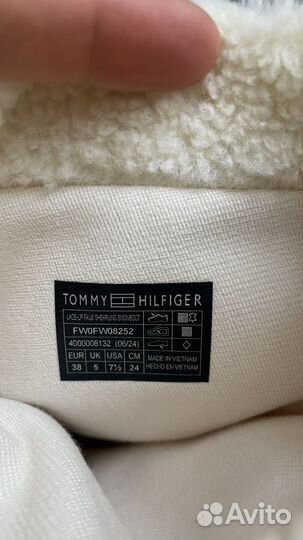 TOMMY HILFIGER
LACE-UP FAUX SHEARLING SNOWBOOT
FW0FW08252
4000008132 (06/24)
EUR UK USA CM
38 5 7½ 24
MADE IN VIETNAM
HECHO EN VIETNAM
Avito